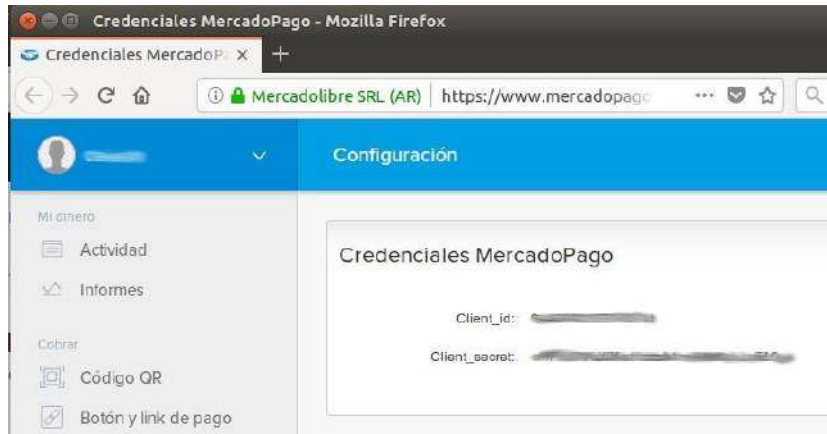 Credenciales MercadoPago - Mozilla Firefox
Credenciales MercadoP
Mercadolibre SRL (AR) https://www.mercadopago
Configuración
Mi dinero
Actividad
Informes
Credenciales MercadoPago
Client_id:
Client_secret:
Cobrar
Código QR
Botón y link de pago